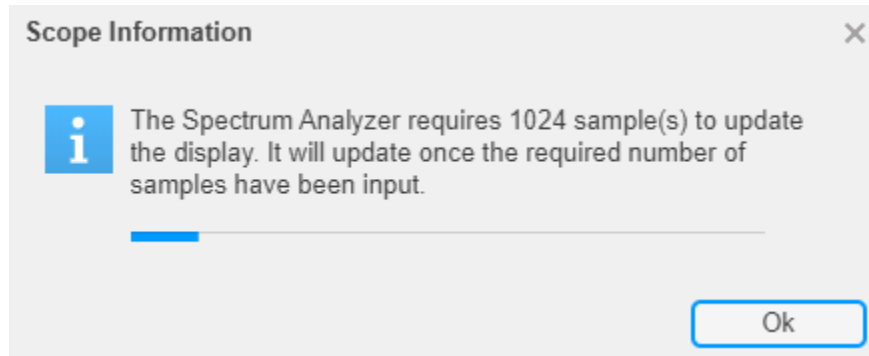 Scope Information
The Spectrum Analyzer requires 1024 sample(s) to update
the display. It will update once the required number of
samples have been input.
Ok